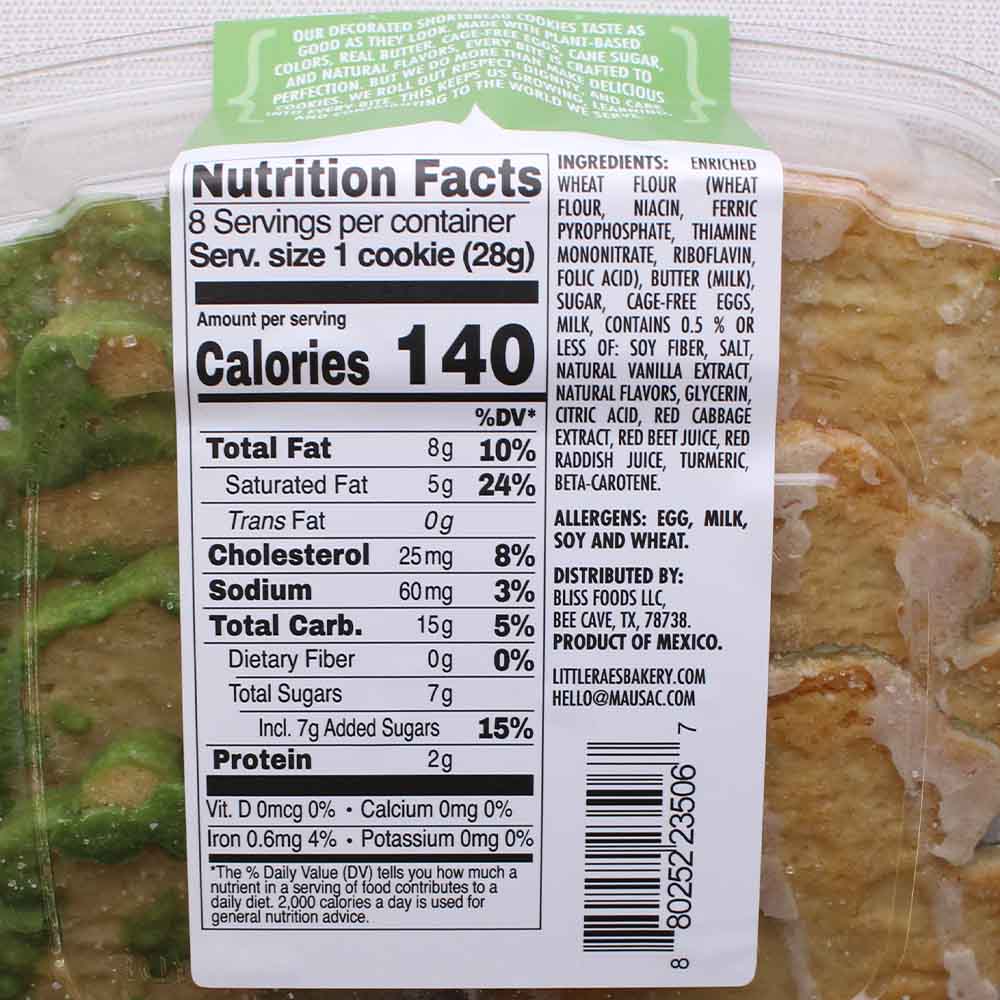 OUR DECORATED SHORTBREAD COOKIES TASTE AS
GOOD AS THEY LOOK. MADE WITH PLANT-BASED
COLORS, REAL BUTTER, CAGE-FREE EGGS, CANE SUGAR,
AND NATURAL FLAVORS, EVERY BITE IS CRAFTED TO
PERFECTION. BUT WE DO MORE THAN MAKE DELICIOUS
COOKIES. WE ROLL OUT RESPECT, DIGNITY, AND CARE
INTO EVERY BITE. THIS KEEPS US GROWING, LEARNING,
AND CONTRIBUTING TO THE WORLD WE SERVE.
Nutrition Facts
8 Servings per container
Serv. size 1 cookie (28g)
Amount per serving
Calories 140
%DV*
Total Fat 8g 10%
Saturated Fat 5g 24%
Trans Fat 0g
Cholesterol 25mg 8%
Sodium 60mg 3%
Total Carb. 15g 5%
Dietary Fiber 0g 0%
Total Sugars 7g
Incl. 7g Added Sugars 15%
Protein 2g
Vit. D 0mcg 0% • Calcium 0mg 0%
Iron 0.6mg 4% • Potassium 0mg 0%
*The % Daily Value (DV) tells you how much a
nutrient in a serving of food contributes to a
daily diet. 2,000 calories a day is used for
general nutrition advice.
INGREDIENTS: ENRICHED
WHEAT FLOUR (WHEAT
FLOUR, NIACIN, FERRIC
PYROPHOSPHATE, THIAMINE
MONONITRATE, RIBOFLAVIN,
FOLIC ACID), BUTTER (MILK),
SUGAR, CAGE-FREE EGGS,
MILK, CONTAINS 0.5 % OR
LESS OF: SOY FIBER, SALT,
NATURAL VANILLA EXTRACT,
NATURAL FLAVORS, GLYCERIN,
CITRIC ACID, RED CABBAGE
EXTRACT, RED BEET JUICE, RED
RADDISH JUICE, TURMERIC,
BETA-CAROTENE.
ALLERGENS: EGG, MILK,
SOY AND WHEAT.
DISTRIBUTED BY:
BLISS FOODS LLC,
BEE CAVE, TX, 78738.
PRODUCT OF MEXICO.
LITTLERAESBAKERY.COM
HELLO@MAUSAC.COM
8 80252 23506 7